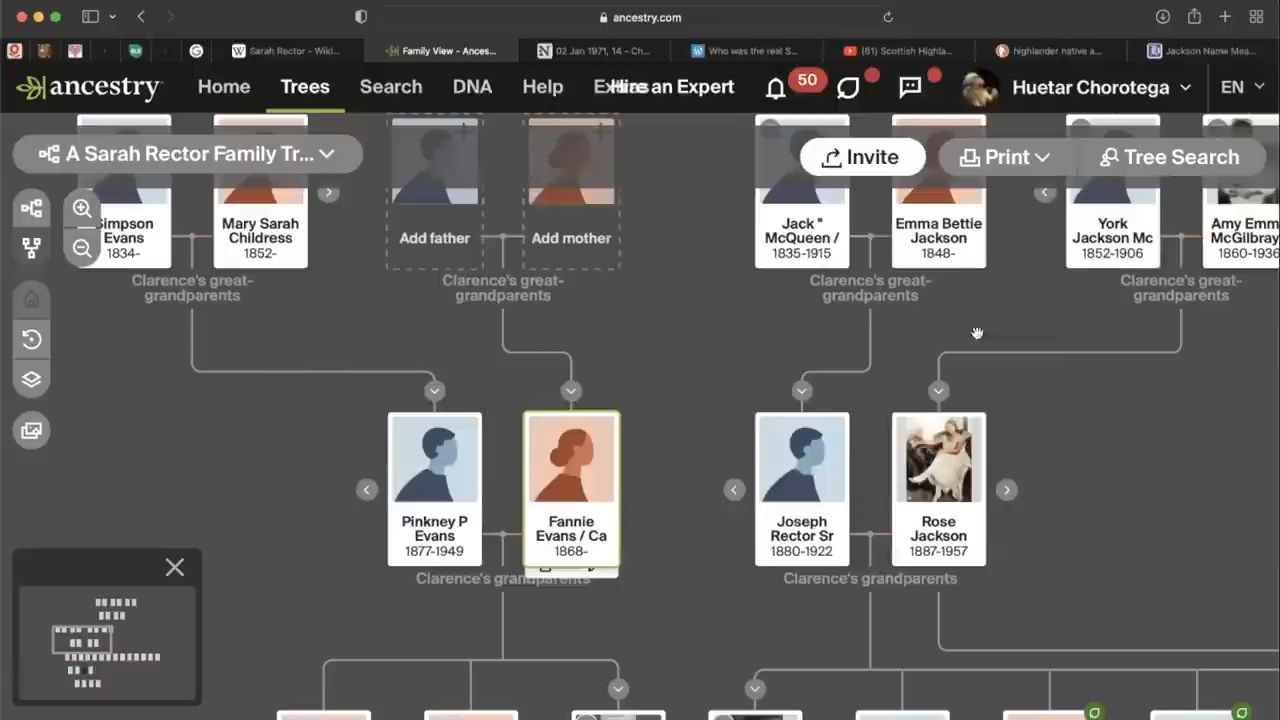 ancestry.com
Sarah Rector - Wiki...
Family View - Ances...
02 Jan 1971, 14 - Ch...
Who was the real S...
(61) Scottish Highla...
highlander native a...
Jackson Name Mea...
ancestry
Home
Trees
Search
DNA
Help
Extras
Hire an Expert
50
Huetar Chorotega
EN
A Sarah Rector Family Tr...
Invite
Print
Tree Search
Simpson
Evans
1834-
Mary Sarah
Childress
1852-
Add father
Add mother
Jack "
McQueen /
1835-1915
Emma Bettie
Jackson
1848-
York
Jackson Mc
1852-1906
Amy Emm
McGilbray
1860-1936
Clarence's great-
grandparents
Clarence's great-
grandparents
Clarence's great-
grandparents
Clarence's great-
grandparents
Pinkney P
Evans
1877-1949
Fannie
Evans / Ca
1868-
Joseph
Rector Sr
1880-1922
Rose
Jackson
1887-1957
Clarence's grandparents
Clarence's grandparents